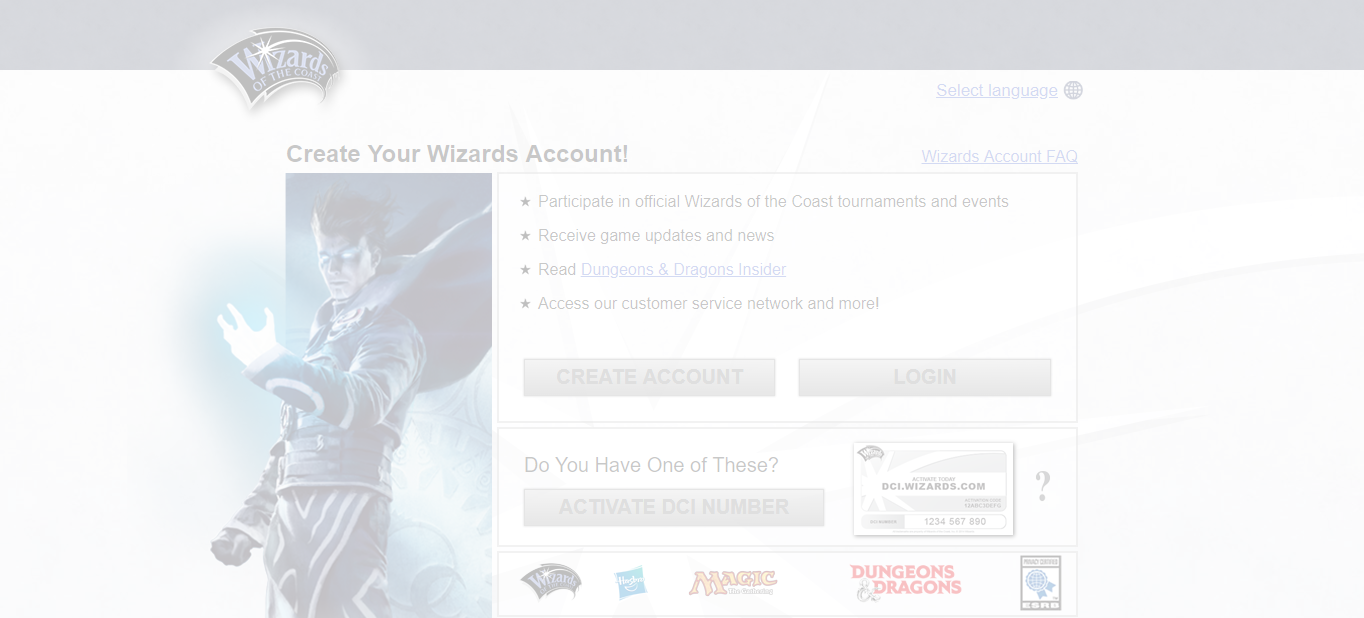 Wizards
OF THE COAST
Select language
Create Your Wizards Account!
Wizards Account FAQ
★ Participate in official Wizards of the Coast tournaments and events
★ Receive game updates and news
★ Read Dungeons & Dragons Insider
★ Access our customer service network and more!
CREATE ACCOUNT
LOGIN
Do You Have One of These?
ACTIVATE DCI NUMBER
ACTIVATE TODAY
DCI.WIZARDS.COM
ACTIVATION CODE
DCI NUMBER
1234 567 890
?
Wizards
Hasbro
MAGIC
The Gathering
DUNGEONS
& DRAGONS
PRIVACY CERTIFIED
ESRB